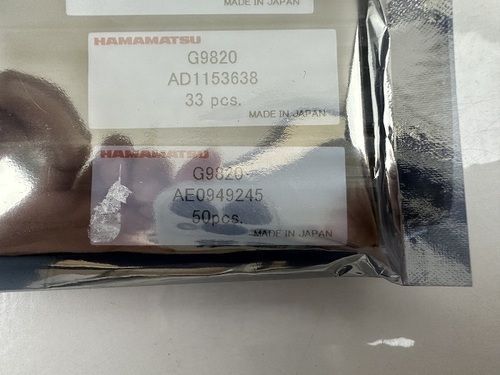 MADE IN JAPAN
HAMAMATSU
G9820
AD1153638
33 pcs.
MADE IN JAPAN
HAMAMATSU
G9820
AE0949245
50pcs.
MADE IN JAPAN